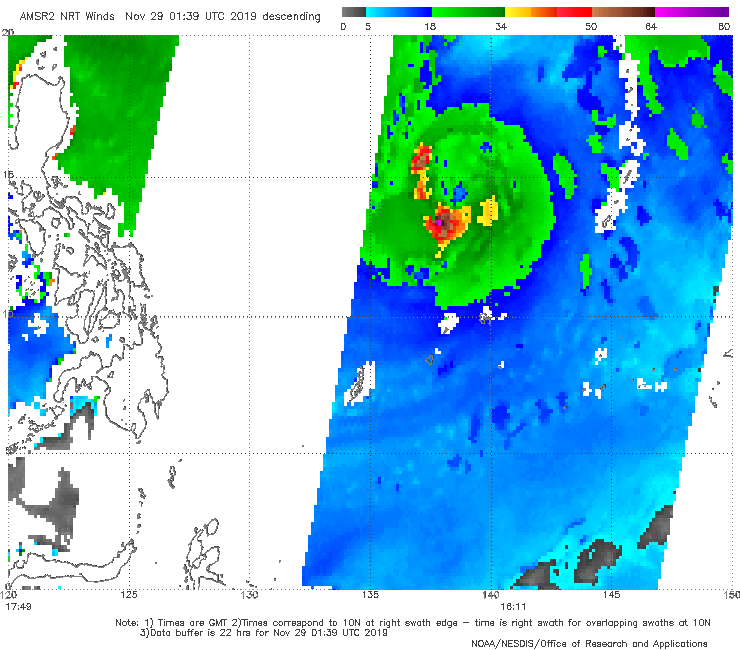 AMSR2 NRT Winds Nov 29 01:39 UTC 2019 descending
0 5 18 34 50 64 80
20
15
10
5
0
120 125 130 135 140 145 150
17:49 16:11
Note: 1) Times are GMT 2)Times correspond to 10N at right swath edge – time is right swath for overlapping swaths at 10N
3)Data buffer is 22 hrs for Nov 29 01:39 UTC 2019
NOAA/NESDIS/Office of Research and Applications